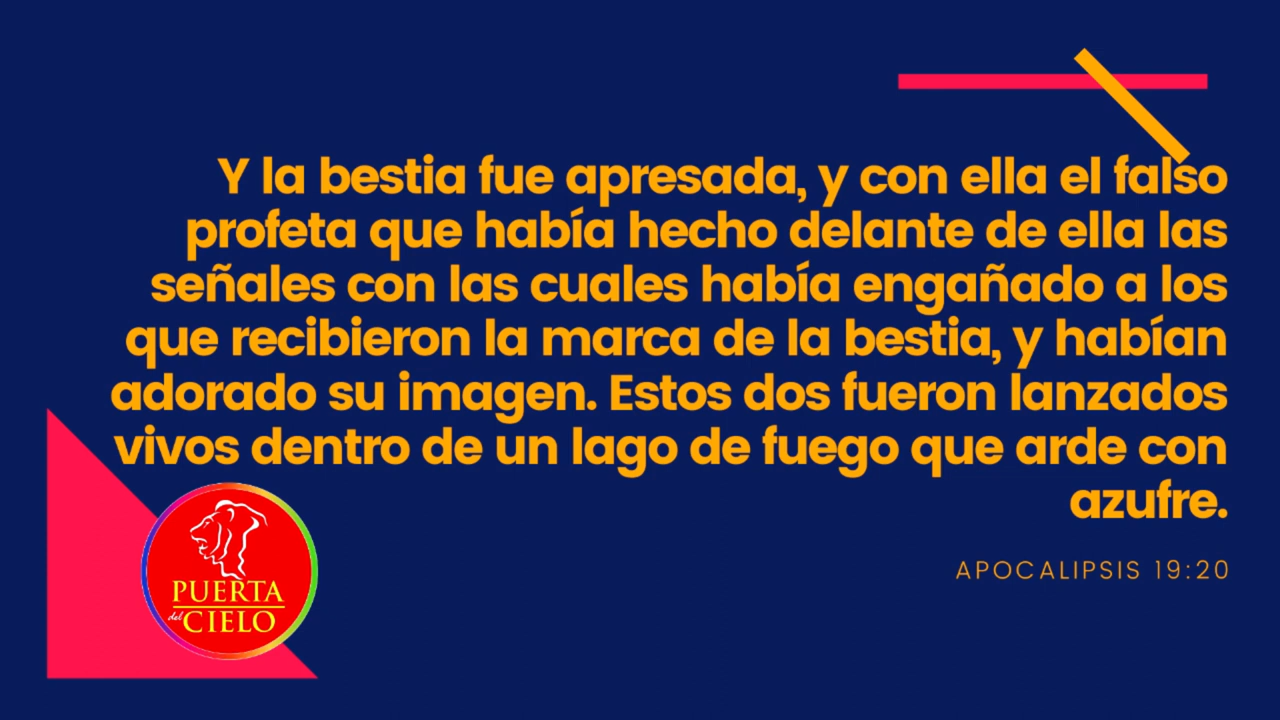 Y la bestia fue apresada, y con ella el falso
profeta que había hecho delante de ella las
señales con las cuales había engañado a los
que recibieron la marca de la bestia, y habían
adorado su imagen. Estos dos fueron lanzados
vivos dentro de un lago de fuego que arde con
azufre.
APOCALIPSIS 19:20
PUERTA
del CIELO